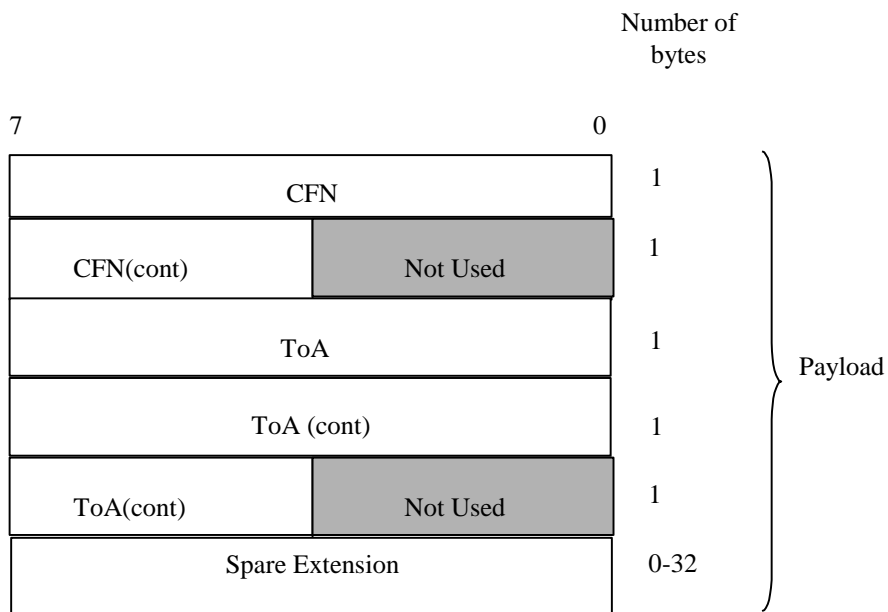 Number of
bytes
7 0
CFN 1
CFN(cont) Not Used 1
ToA 1
Payload
ToA (cont) 1
ToA(cont) Not Used 1
Spare Extension 0-32